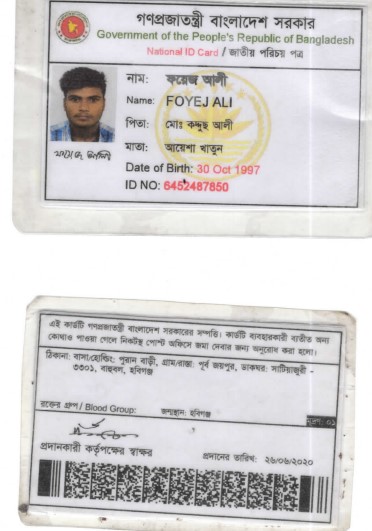 গণপ্রজাতন্ত্রী বাংলাদেশ সরকার
Government of the People's Republic of Bangladesh
National ID Card / জাতীয় পরিচয় পত্র
নাম: ফয়েজ আলী
Name: FOYEJ ALI
পিতা: মোঃ কদ্দুছ আলী
মাতা: আয়েশা খাতুন
Date of Birth: 30 Oct 1997
ID NO: 6452487850
এই কার্ডটি গণপ্রজাতন্ত্রী বাংলাদেশ সরকারের সম্পত্তি। কার্ডটি ব্যবহারকারী ব্যতীত অন্য
কোথাও পাওয়া গেলে নিকটস্থ পোস্ট অফিসে জমা দেবার জন্য অনুরোধ করা হলো।
ঠিকানা: বাসা/হোল্ডিং: পুরান বাড়ী, গ্রাম/রাস্তা: পূর্ব জয়পুর, ডাকঘর: সাটিয়াজুরী -
৩৩০১, বাহুবল, হবিগঞ্জ
রক্তের গ্রুপ / Blood Group: জন্মস্থান: হবিগঞ্জ
মুদ্রণ: ০১
প্রদানকারী কর্তৃপক্ষের স্বাক্ষর
প্রদানের তারিখ: ২৬/০৬/২০২০